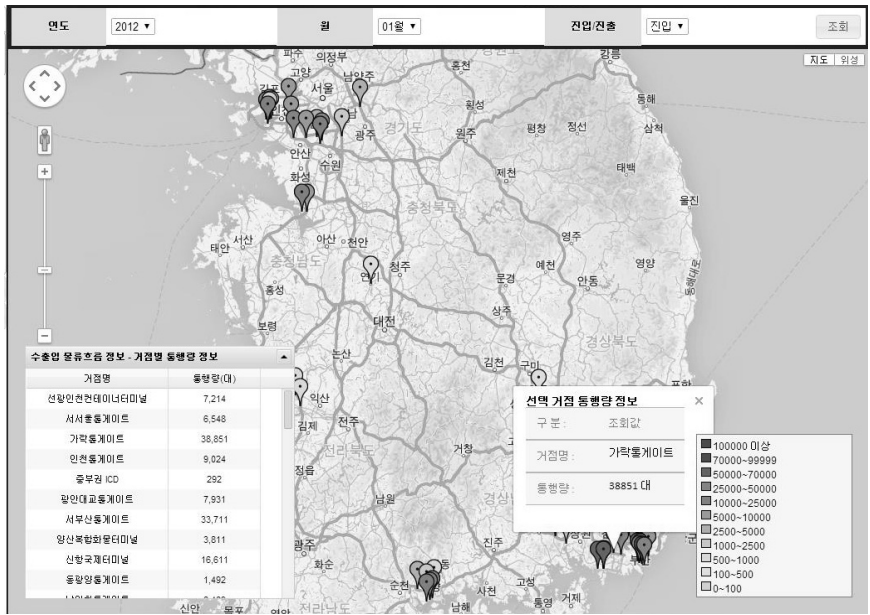 연도 2012 월 01월 진입/진출 진입 조회
지도 위성
파주 의정부
고양 남양주
서울
광주
경기도
안산 수원
화성
홍천
횡성
원주
평창 정선
강릉
동해
삼척
태백
울진
제천
충청북도
영주
태안 서산
아산 천안
충청남도
연기 청주
문경
예천
안동
영양
동해대로
홍성
보령
대전
상주
경상북도
논산
김천 구미
포항
익산
김제 전주
전라북도
정읍
거창
남원
광주
화순
진주
순천
사천
고성
통영 거제
남해
신안 목포
전라남도
부산
수출입 물류흐름 정보 - 거점별 통행량 정보
거점명 통행량(대)
선광인천컨테이너터미널 7,214
서서울톨게이트 6,548
가락톨게이트 38,851
인천톨게이트 9,024
중부권 ICD 292
광안대교톨게이트 7,931
서부산톨게이트 33,711
양산복합화물터미널 3,811
신항국제터미널 16,611
동광양톨게이트 1,492
선택 거점 통행량 정보 ×
구 분 : 조회값
거점명 : 가락톨게이트
통행량 : 38851 대
100000 이상
70000~99999
50000~70000
25000~50000
10000~25000
5000~10000
2500~5000
1000~2500
500~1000
100~500
0~100